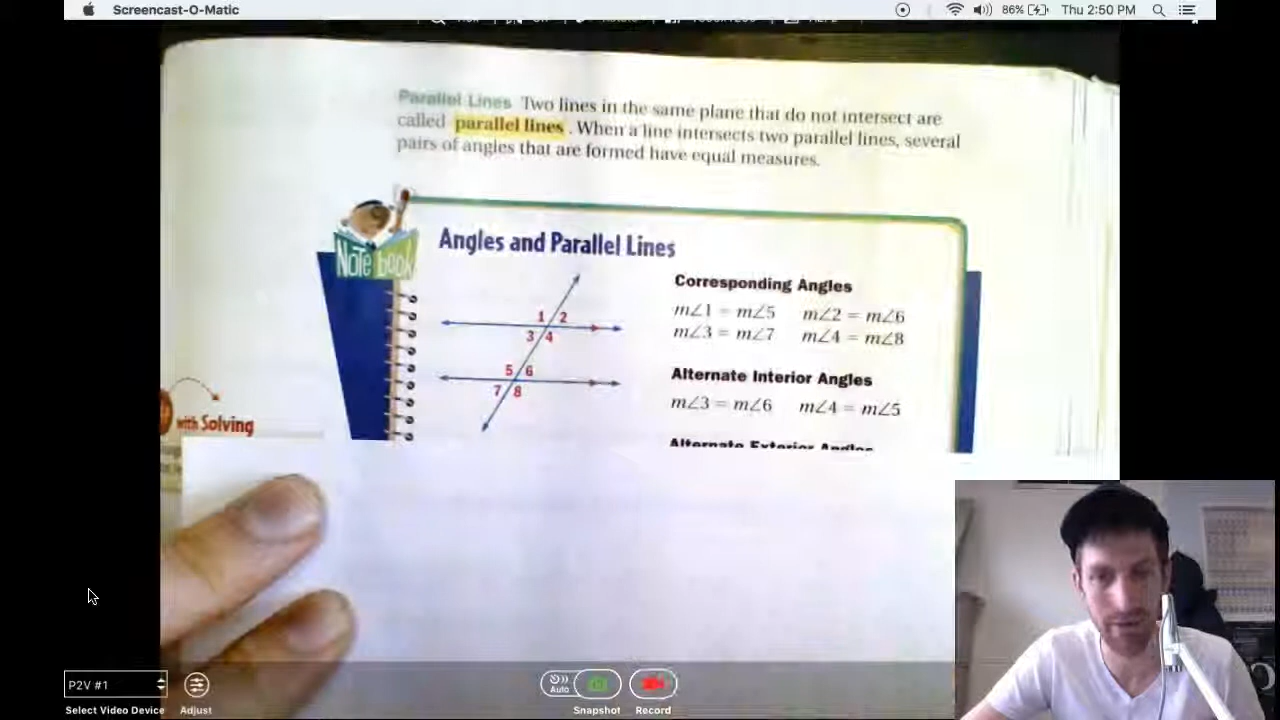 Screencast-O-Matic
86%
Thu 2:50 PM
Parallel Lines Two lines in the same plane that do not intersect are
called parallel lines. When a line intersects two parallel lines, several
pairs of angles that are formed have equal measures.
Note book
Angles and Parallel Lines
1 2
3 4
5 6
7 8
Corresponding Angles
m∠1 = m∠5 m∠2 = m∠6
m∠3 = m∠7 m∠4 = m∠8
Alternate Interior Angles
m∠3 = m∠6 m∠4 = m∠5
Alternate Exterior Angles
with Solving
P2V #1
Select Video Device
Adjust
Auto
Snapshot
Record